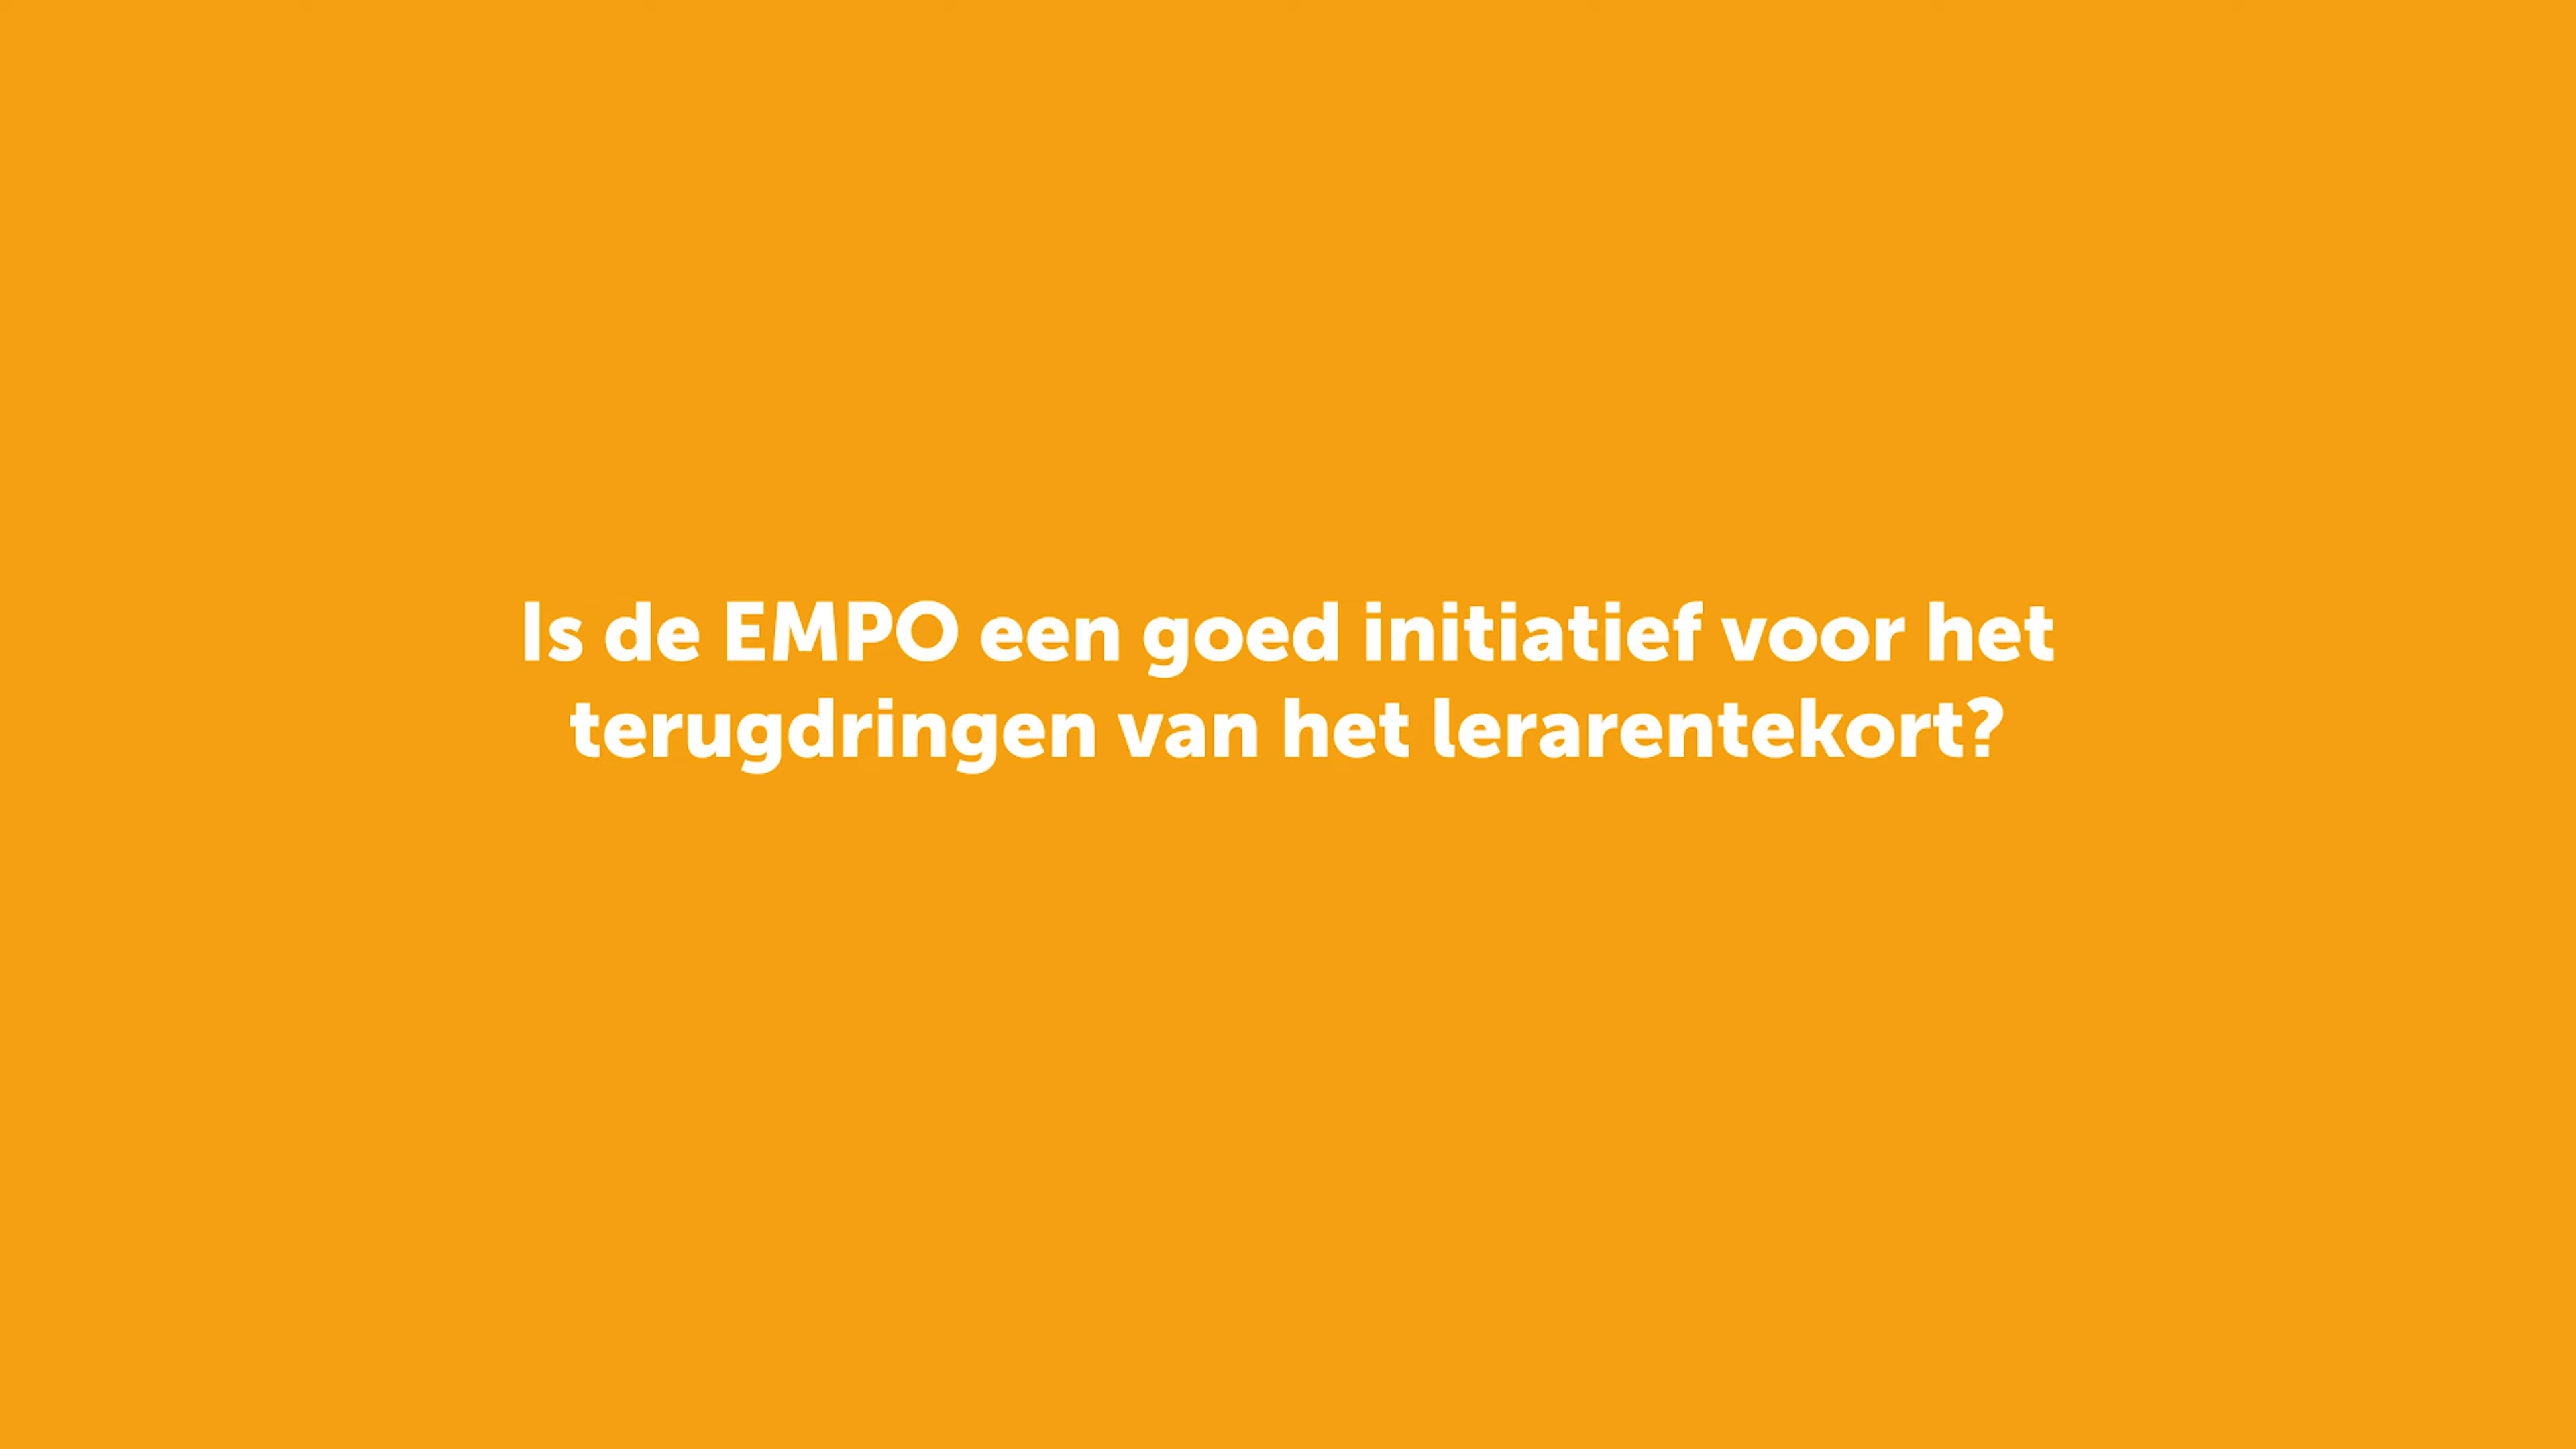 Is de EMPO een goed initiatief voor het
terugdringen van het lerarentekort?